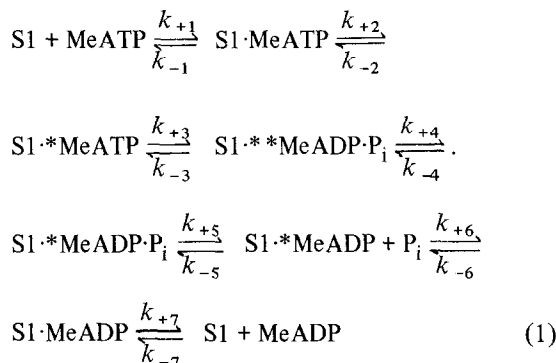 S1 + MeATP k+1 ⇌ k−1 S1·MeATP k+2 ⇌ k−2
S1·*MeATP k+3 ⇌ k−3 S1·**MeADP·Pi k+4 ⇌ k−4 .
S1·*MeADP·Pi k+5 ⇌ k−5 S1·*MeADP + Pi k+6 ⇌ k−6
S1·MeADP k+7 ⇌ k−7 S1 + MeADP (1)